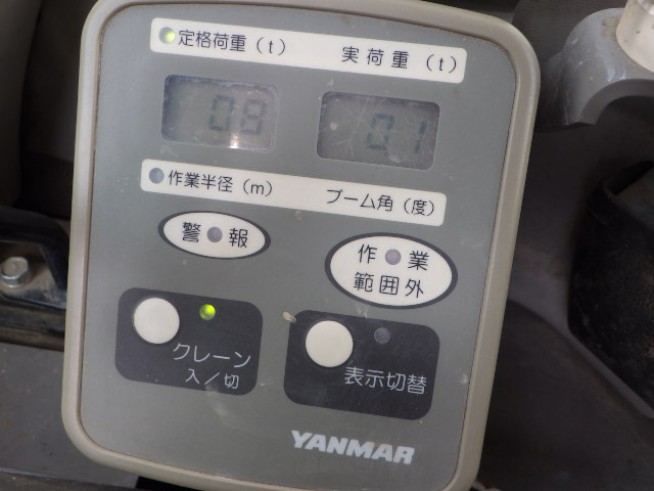 定格荷重（t） 実荷重（t）
08 01
作業半径（m） ブーム角（度）
警報 作業
範囲外
クレーン
入／切
表示切替
YANMAR